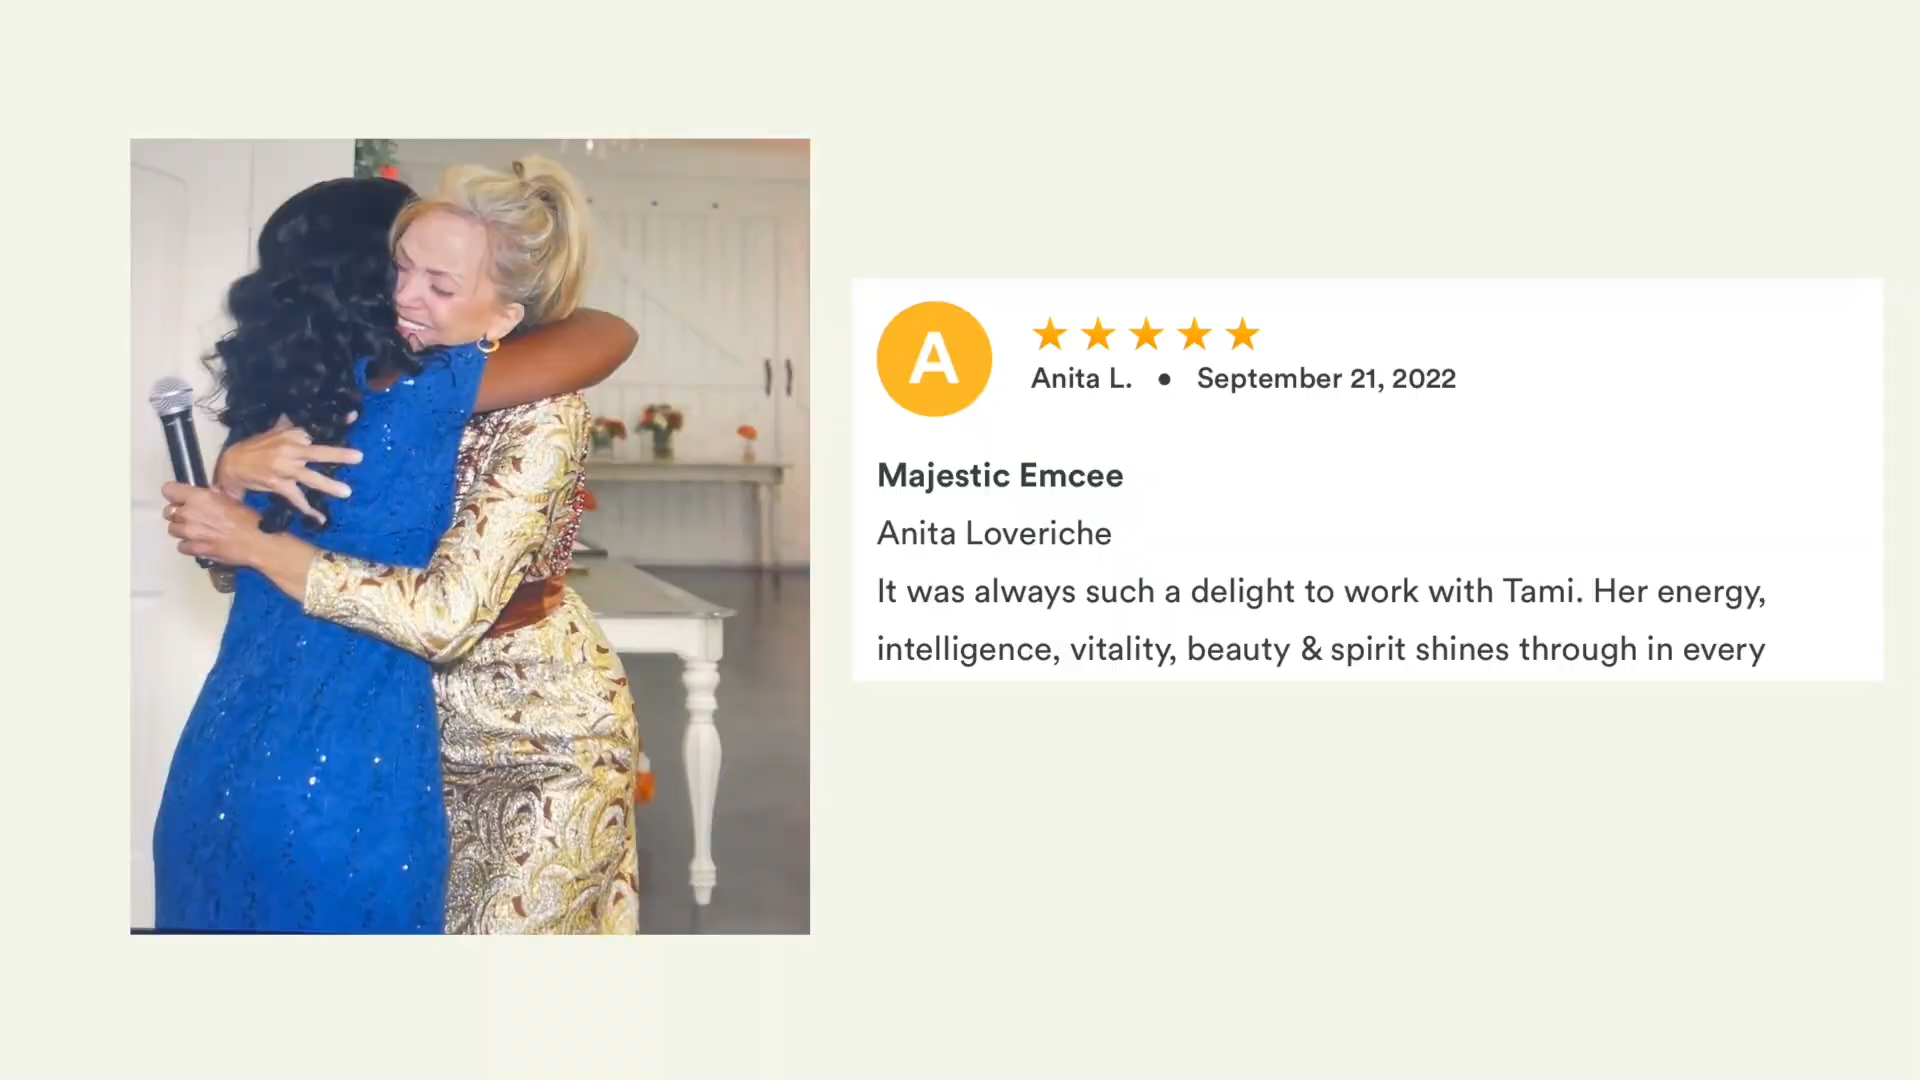 A
Anita L. • September 21, 2022
Majestic Emcee
Anita Loveriche
It was always such a delight to work with Tami. Her energy,
intelligence, vitality, beauty & spirit shines through in every